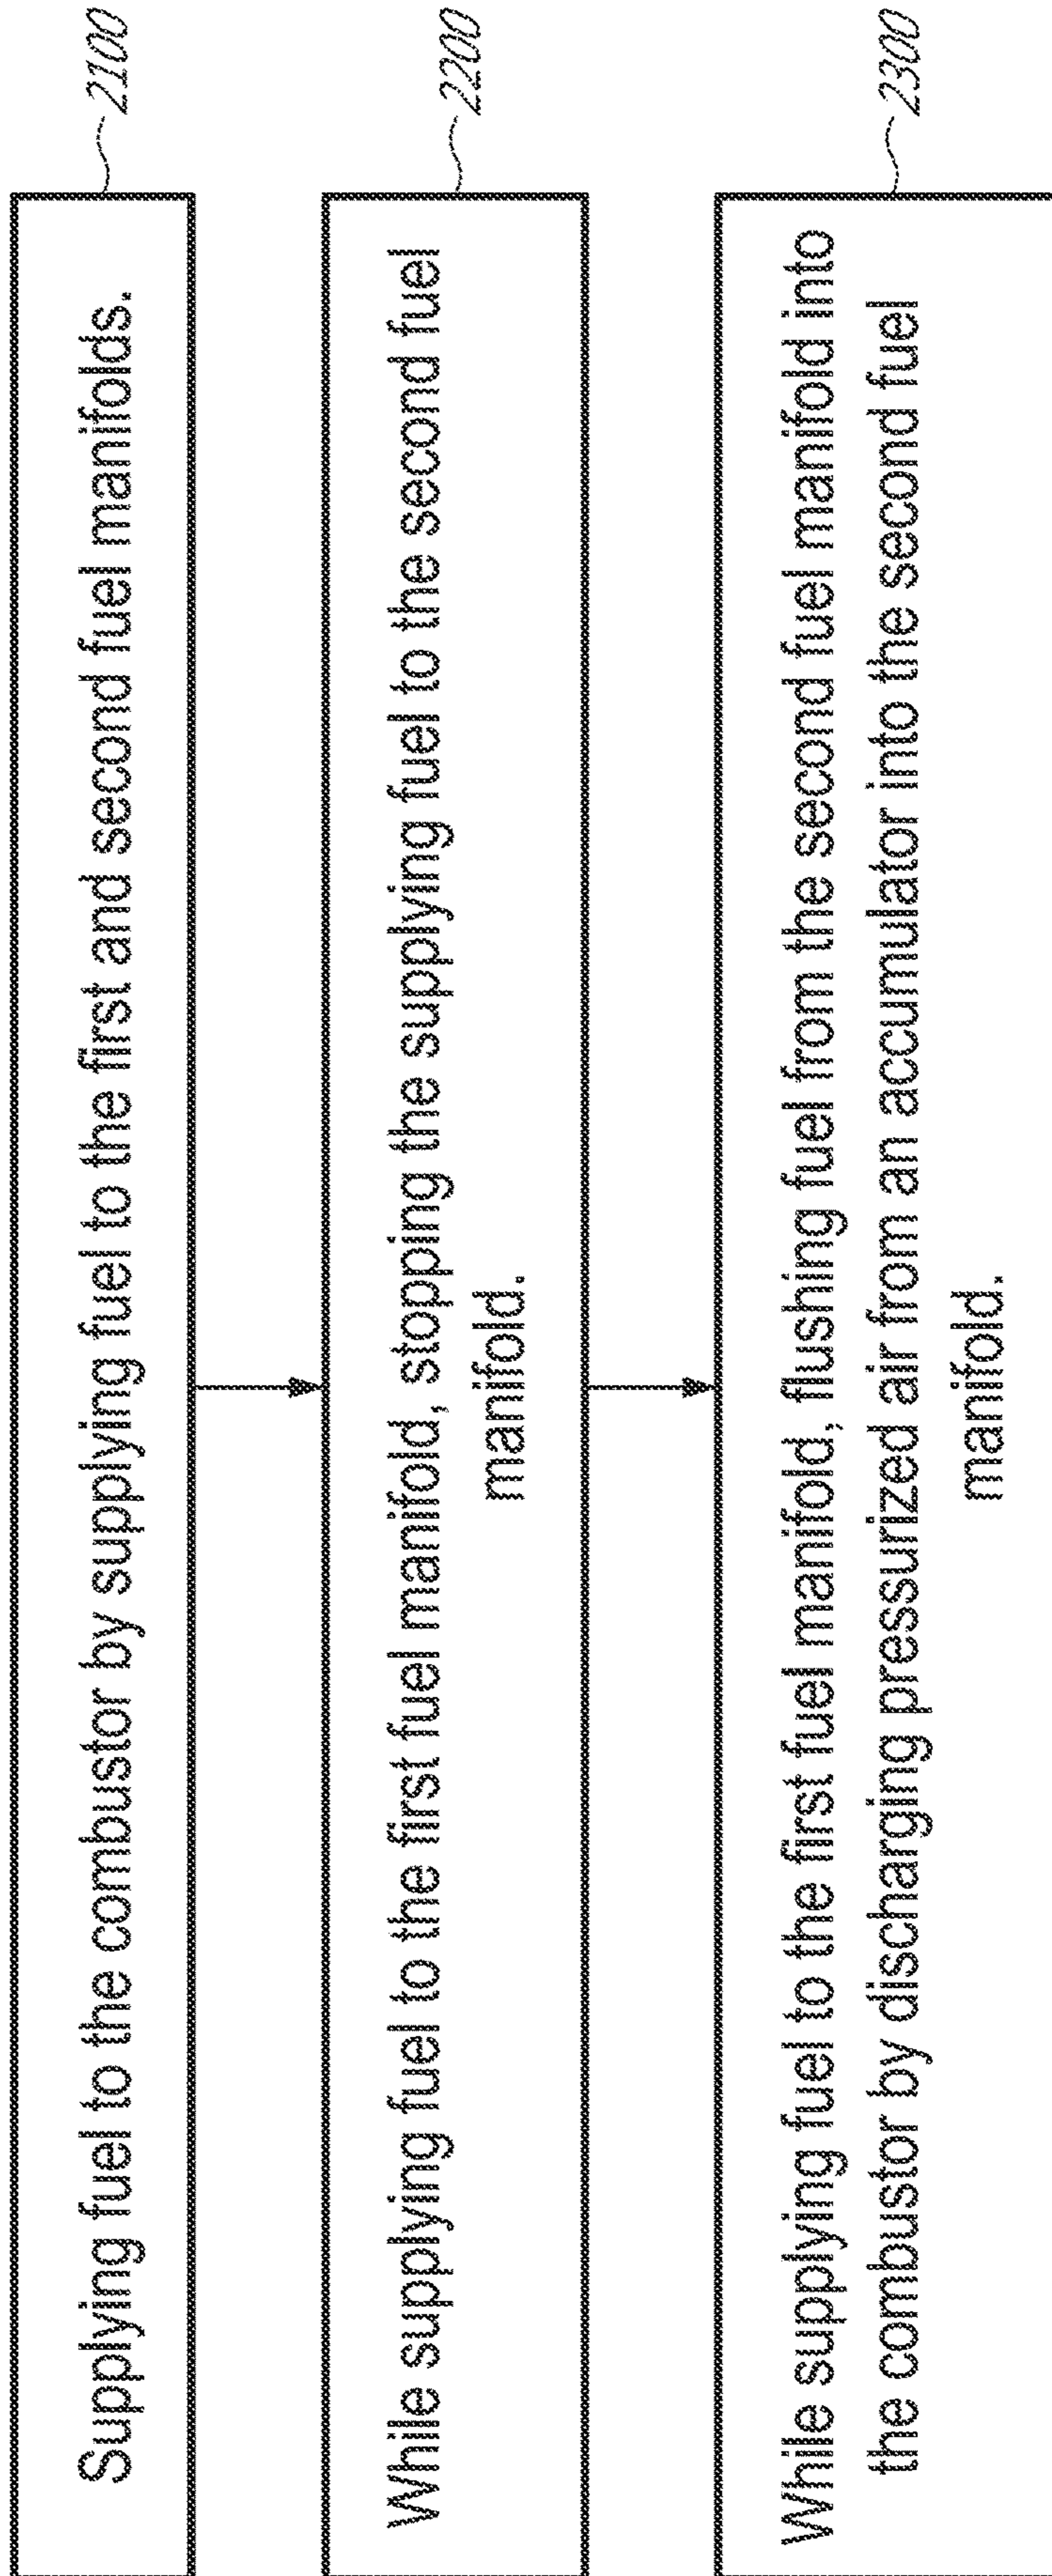 Supplying fuel to the combustor by supplying fuel to the first and second fuel manifolds.
2100
While supplying fuel to the first fuel manifold, stopping the supplying fuel to the second fuel
manifold.
2200
While supplying fuel to the first fuel manifold, flushing fuel from the second fuel manifold into
the combustor by discharging pressurized air from an accumulator into the second fuel
manifold.
2300